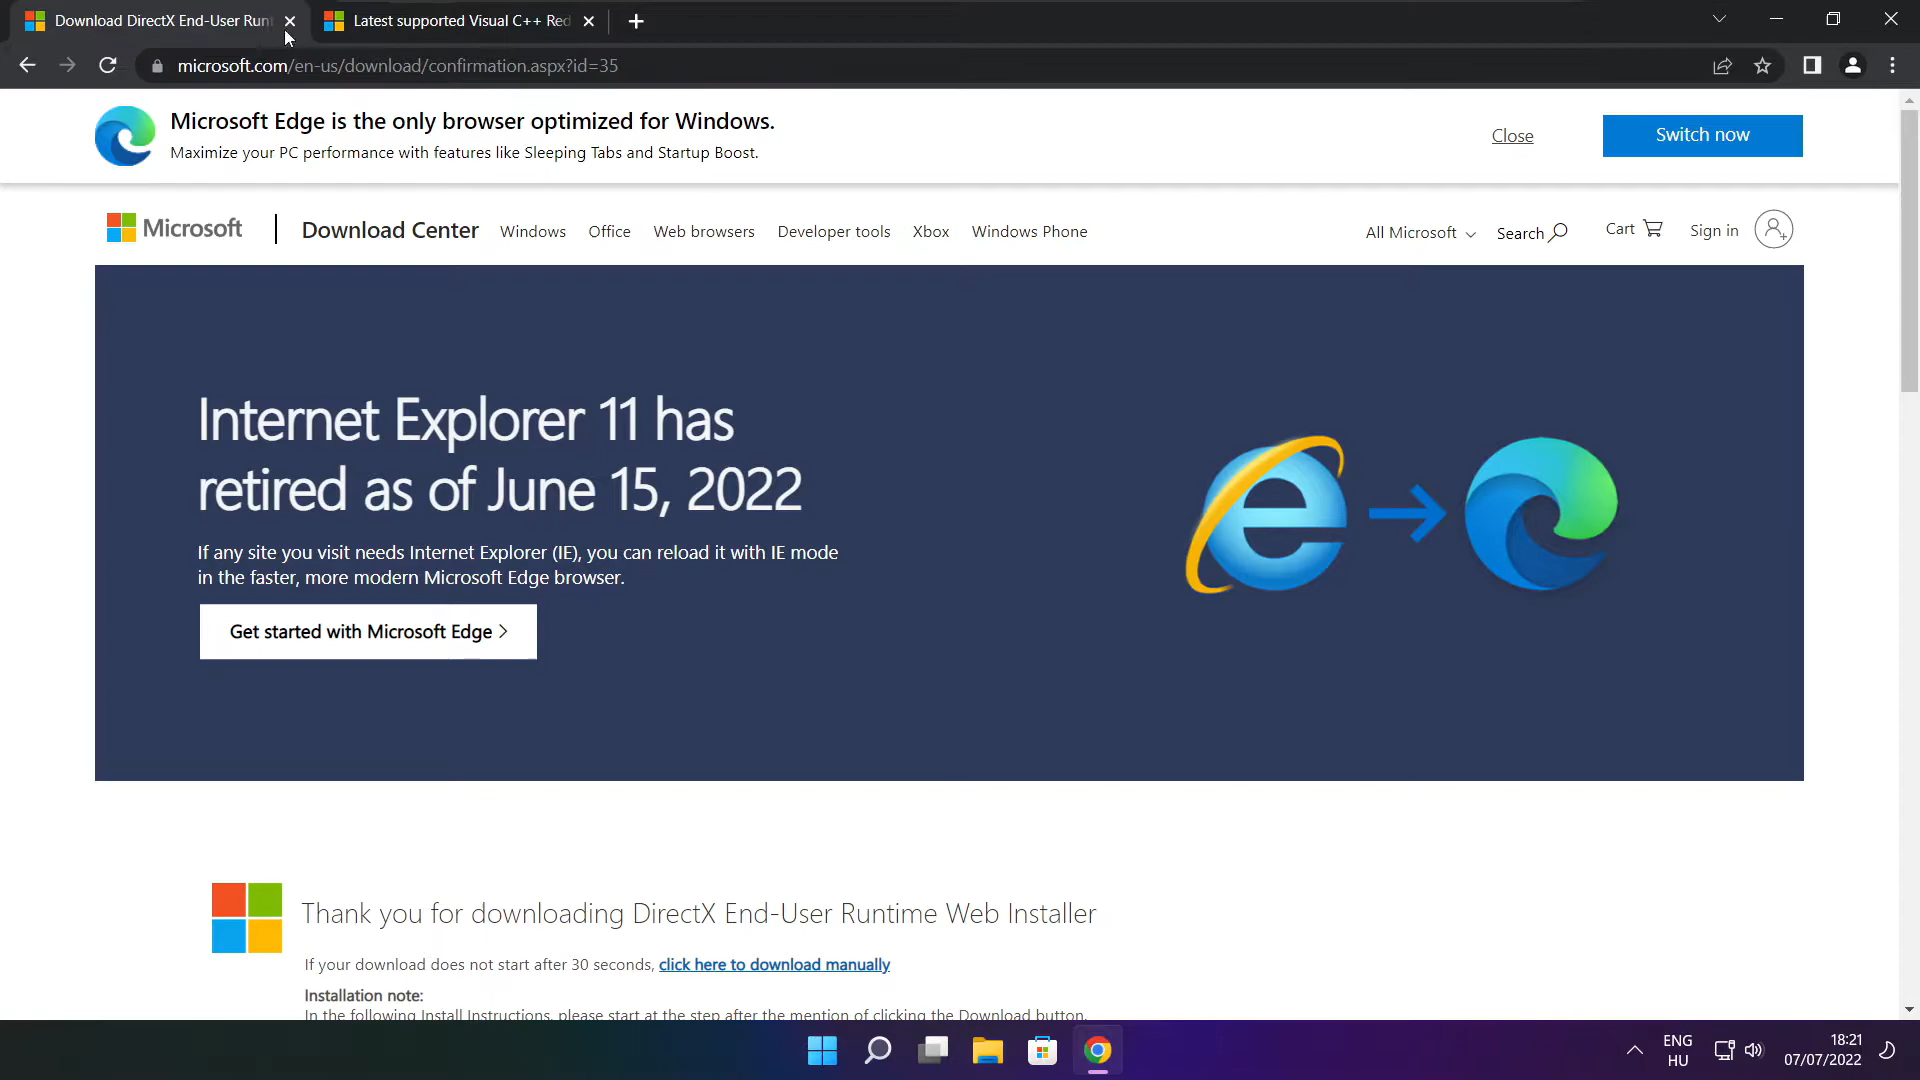 Download DirectX End-User Run
Latest supported Visual C++ Red
microsoft.com/en-us/download/confirmation.aspx?id=35
Microsoft Edge is the only browser optimized for Windows.
Maximize your PC performance with features like Sleeping Tabs and Startup Boost.
Close
Switch now
Microsoft
Download Center
Windows
Office
Web browsers
Developer tools
Xbox
Windows Phone
All Microsoft
Search
Cart
Sign in
Internet Explorer 11 has
retired as of June 15, 2022
If any site you visit needs Internet Explorer (IE), you can reload it with IE mode
in the faster, more modern Microsoft Edge browser.
Get started with Microsoft Edge >
Thank you for downloading DirectX End-User Runtime Web Installer
If your download does not start after 30 seconds, click here to download manually
Installation note:
In the following Install Instructions, please start at the step after the mention of clicking the Download button.
ENG
HU
18:21
07/07/2022